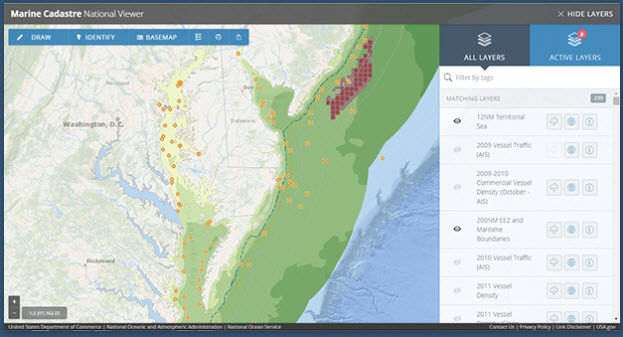 Marine Cadastre National Viewer
HIDE LAYERS
DRAW
IDENTIFY
BASEMAP
Washington, D.C.
Maryland
Delaware
Richmond
ALL LAYERS
ACTIVE LAYERS
Filter by tags
MATCHING LAYERS
239
12NM Territorial
Sea
2009 Vessel Traffic
(AIS)
2009-2010
Commercial Vessel
Density (October -
AIS)
200NM EEZ and
Maritime
Boundaries
2010 Vessel Traffic
(AIS)
2011 Vessel
Density
2011 Vessel
United States Department of Commerce | National Oceanic and Atmospheric Administration | National Ocean Service
Contact Us | Privacy Policy | Link Disclaimer | USA.gov